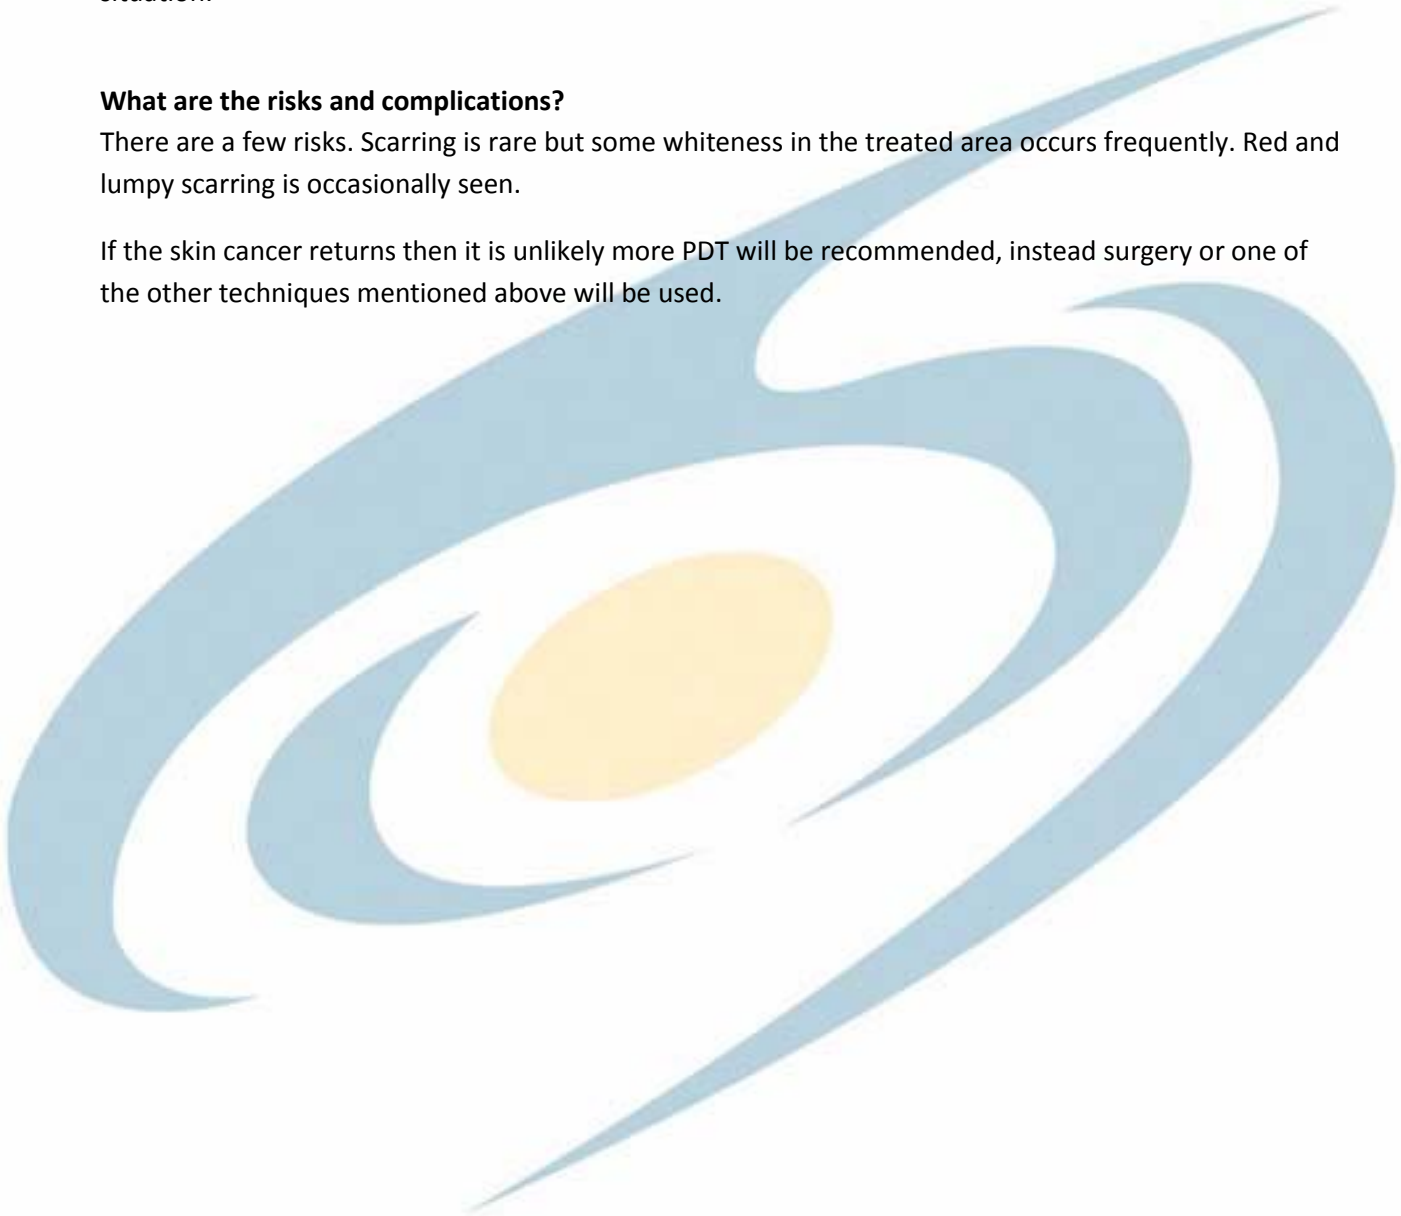 What are the risks and complications?
There are a few risks. Scarring is rare but some whiteness in the treated area occurs frequently. Red and
lumpy scarring is occasionally seen.
If the skin cancer returns then it is unlikely more PDT will be recommended, instead surgery or one of
the other techniques mentioned above will be used.